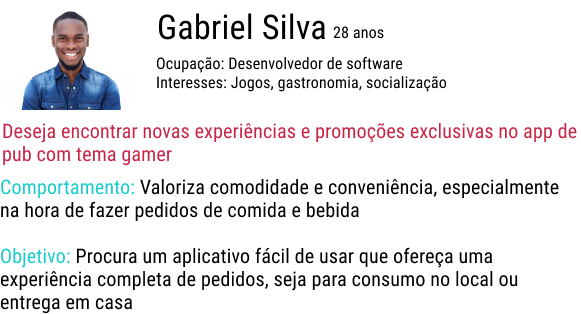 Gabriel Silva 28 anos
Ocupação: Desenvolvedor de software
Interesses: Jogos, gastronomia, socialização
Deseja encontrar novas experiências e promoções exclusivas no app de
pub com tema gamer
Comportamento: Valoriza comodidade e conveniência, especialmente
na hora de fazer pedidos de comida e bebida
Objetivo: Procura um aplicativo fácil de usar que ofereça uma
experiência completa de pedidos, seja para consumo no local ou
entrega em casa